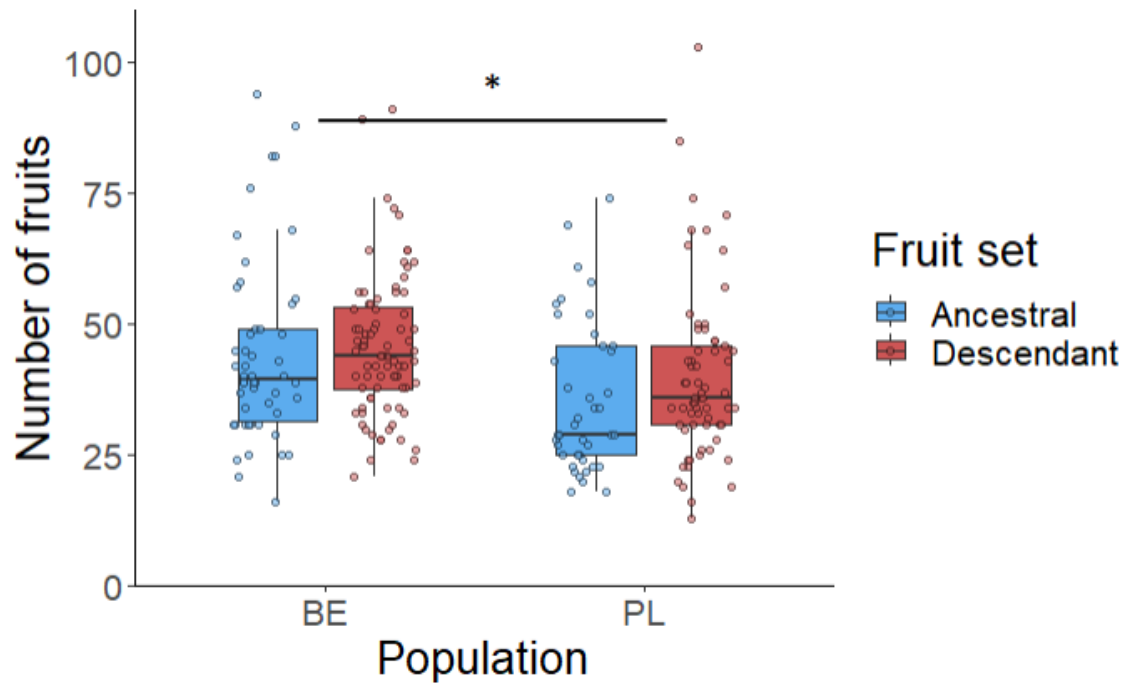 Number of fruits
100
75
50
25
0
*
BE
PL
Population
Fruit set
Ancestral
Descendant